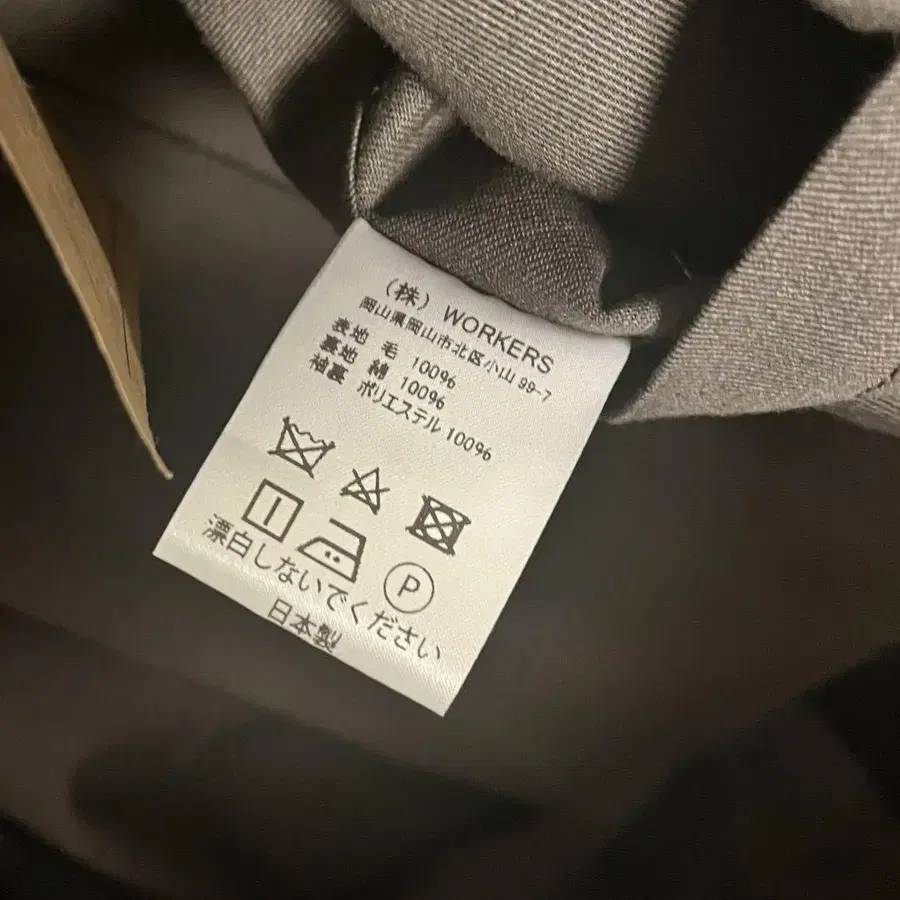 （株） WORKERS
岡山県岡山市北区小山 99-7
表地 毛 100%
裏地 綿 100%
袖裏 ポリエステル 100%
P
漂白しないでください
日本製